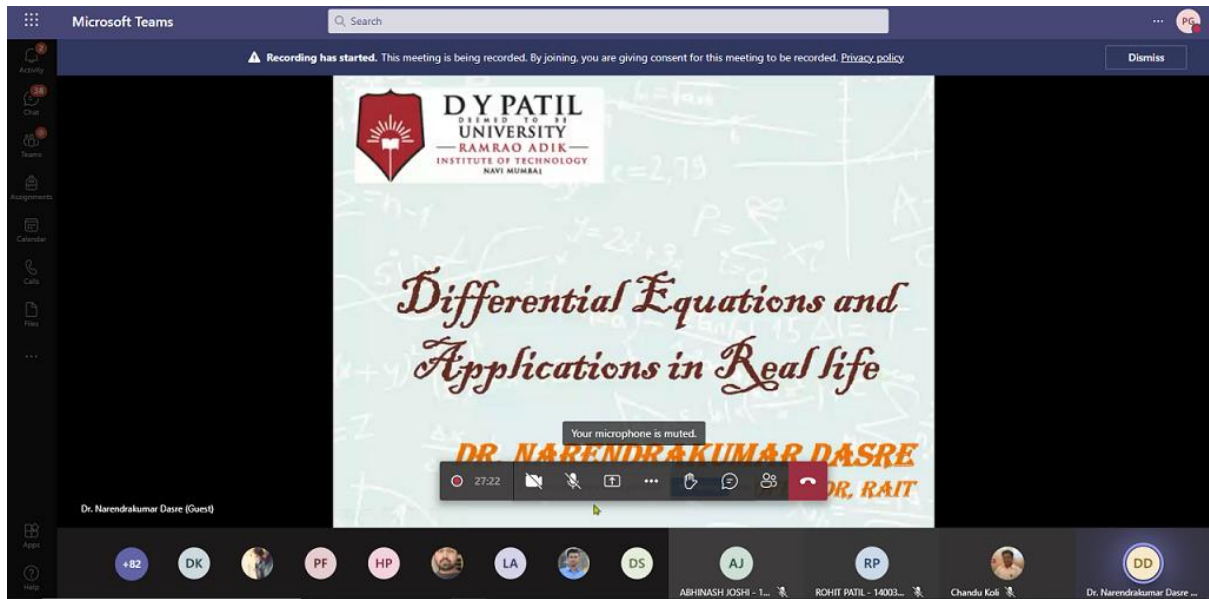 Microsoft Teams
Search
PG
Recording has started. This meeting is being recorded. By joining, you are giving consent for this meeting to be recorded. Privacy policy
Dismiss
2
Activity
Chat
Teams
Assignments
Calendar
Calls
Files
Apps
Help
D Y PATIL
DEEMED TO BE
UNIVERSITY
RAMRAO ADIK
INSTITUTE OF TECHNOLOGY
NAVI MUMBAI
Differential Equations and
Applications in Real life
Your microphone is muted.
DR. NARENDRAKUMAR DASRE
27:22
OR, RAIT
Dr. Narendrakumar Dasre (Guest)
+82
DK
PF
HP
LA
DS
AJ
RP
DD
ABHINASH JOSHI - 1...
ROHIT PATIL - 14003...
Chandu Koli
Dr. Narendrakumar Dasre ...